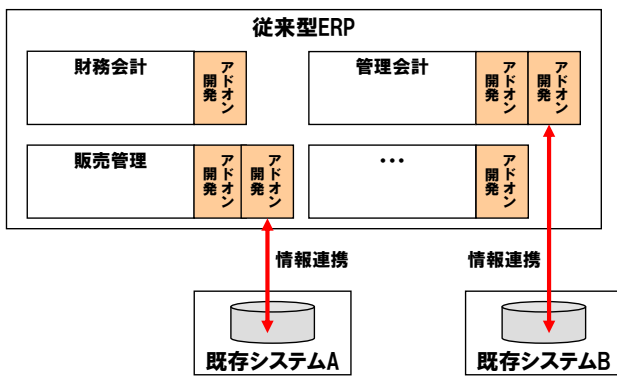 従来型ERP
財務会計
アドオン
開発
管理会計
アドオン
開発
アドオン
開発
販売管理
アドオン
開発
アドオン
開発
･･･
アドオン
開発
情報連携
情報連携
既存システムA
既存システムB